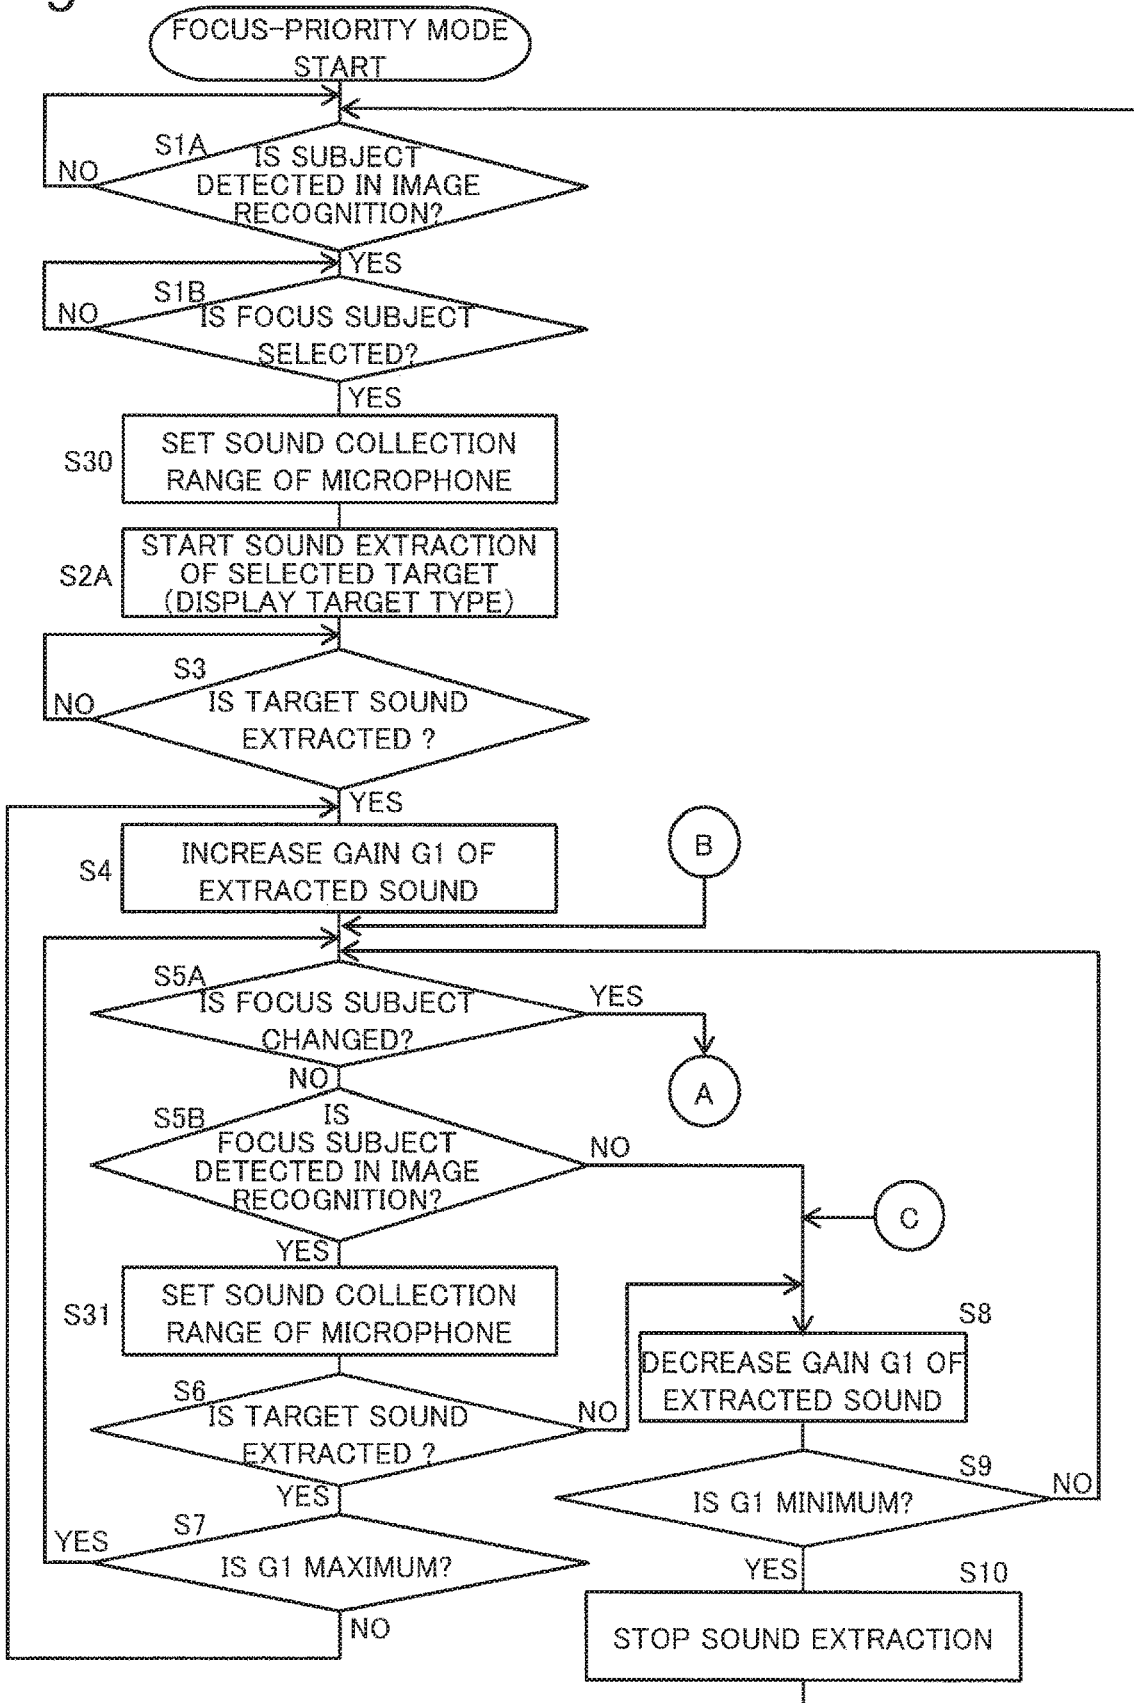 FOCUS-PRIORITY MODE
START
S1A
IS SUBJECT
DETECTED IN IMAGE
RECOGNITION?
NO
YES
S1B
IS FOCUS SUBJECT
SELECTED?
NO
YES
S30
SET SOUND COLLECTION
RANGE OF MICROPHONE
S2A
START SOUND EXTRACTION
OF SELECTED TARGET
(DISPLAY TARGET TYPE)
S3
IS TARGET SOUND
EXTRACTED ?
NO
YES
S4
INCREASE GAIN G1 OF
EXTRACTED SOUND
B
S5A
IS FOCUS SUBJECT
CHANGED?
YES
A
NO
S5B
IS
FOCUS SUBJECT
DETECTED IN IMAGE
RECOGNITION?
NO
C
YES
S31
SET SOUND COLLECTION
RANGE OF MICROPHONE
S8
DECREASE GAIN G1 OF
EXTRACTED SOUND
S6
IS TARGET SOUND
EXTRACTED ?
NO
YES
S9
IS G1 MINIMUM?
NO
YES
S7
IS G1 MAXIMUM?
YES
NO
S10
STOP SOUND EXTRACTION